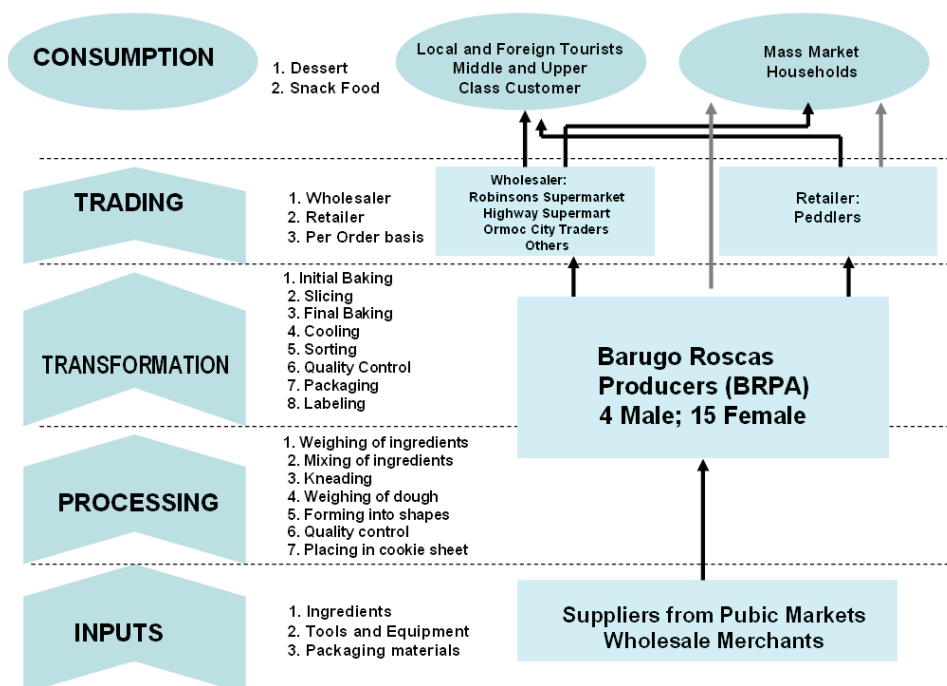 CONSUMPTION
1. Dessert
2. Snack Food
Local and Foreign Tourists
Middle and Upper
Class Customer
Mass Market
Households
TRADING
1. Wholesaler
2. Retailer
3. Per Order basis
Wholesaler:
Robinsons Supermarket
Highway Supermart
Ormoc City Traders
Others
Retailer:
Peddlers
TRANSFORMATION
1. Initial Baking
2. Slicing
3. Final Baking
4. Cooling
5. Sorting
6. Quality Control
7. Packaging
8. Labeling
Barugo Roscas
Producers (BRPA)
4 Male; 15 Female
PROCESSING
1. Weighing of ingredients
2. Mixing of ingredients
3. Kneading
4. Weighing of dough
5. Forming into shapes
6. Quality control
7. Placing in cookie sheet
INPUTS
1. Ingredients
2. Tools and Equipment
3. Packaging materials
Suppliers from Pubic Markets
Wholesale Merchants